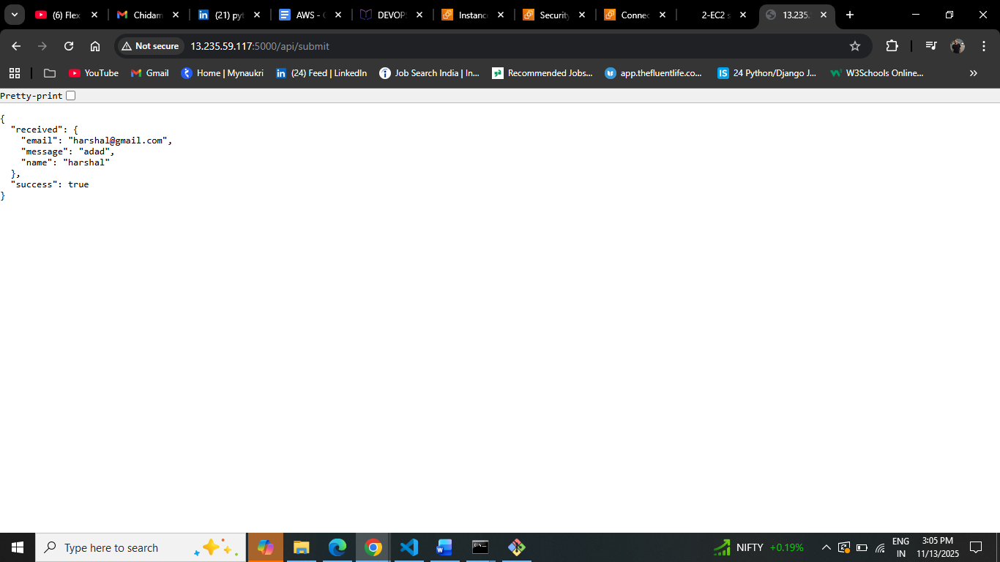 (6) Flex
Chidam
(21) pyt
AWS - C
DEVOP
Instanc
Security
Connec
2-EC2 s
13.235.
Not secure
13.235.59.117:5000/api/submit
YouTube
Gmail
Home | Mynaukri
(24) Feed | LinkedIn
Job Search India | In...
Recommended Jobs...
app.thefluentlife.co...
IS
24 Python/Django J...
W3Schools Online...
Pretty-print
{
"received": {
"email": "harshal@gmail.com",
"message": "adad",
"name": "harshal"
},
"success": true
}
Type here to search
NIFTY +0.19%
ENG
IN
3:05 PM
11/13/2025